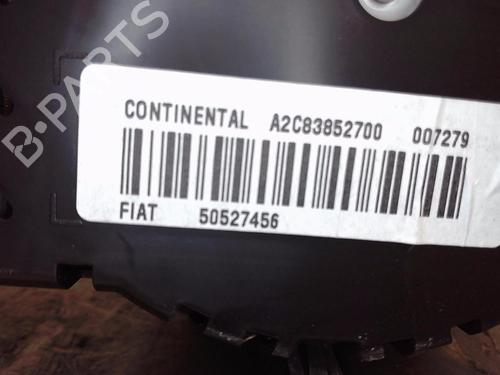 B-PARTS
CONTINENTAL A2C83852700 007279
FIAT 50527456